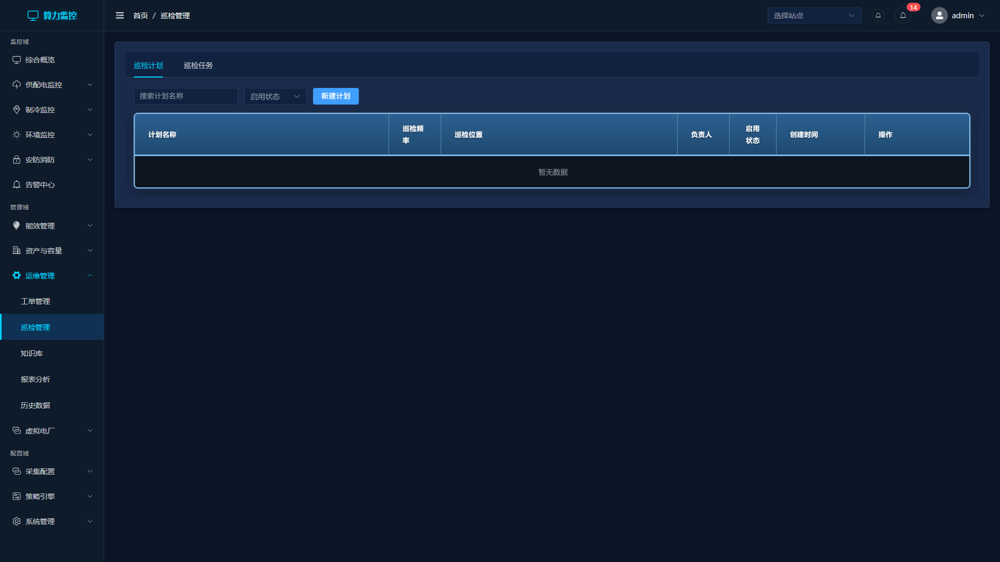 算力监控
首页 / 巡检管理
选择站点
14
admin
监控域
综合概览
供配电监控
制冷监控
环境监控
安防消防
告警中心
管理域
能效管理
资产与容量
运维管理
工单管理
巡检管理
知识库
报表分析
历史数据
虚拟电厂
配置域
采集配置
策略引擎
系统管理
巡检计划
巡检任务
搜索计划名称
启用状态
新建计划
计划名称
巡检频
率
巡检位置
负责人
启用
状态
创建时间
操作
暂无数据